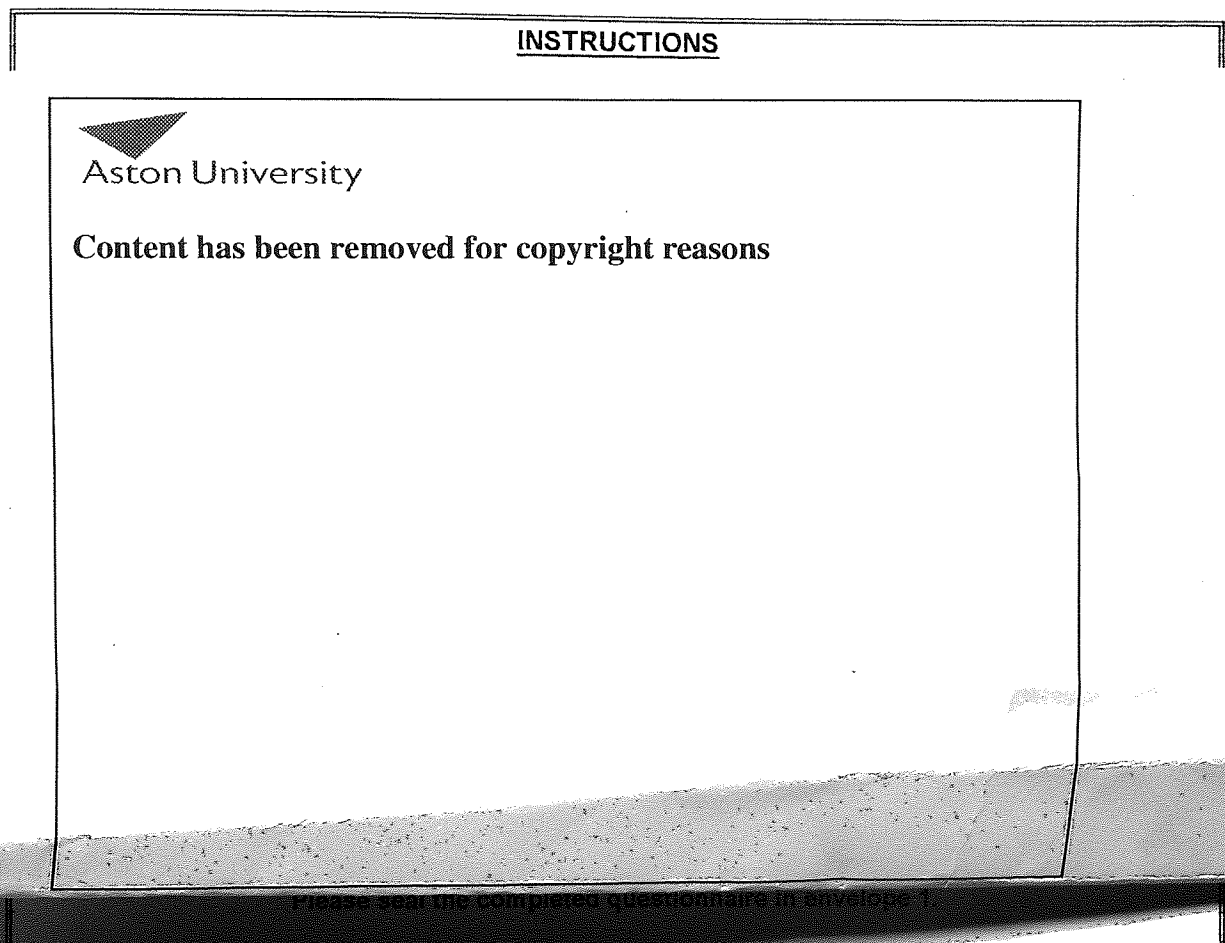 INSTRUCTIONS
Aston University
Content has been removed for copyright reasons
Please seal the completed questionnaire in envelope 1.